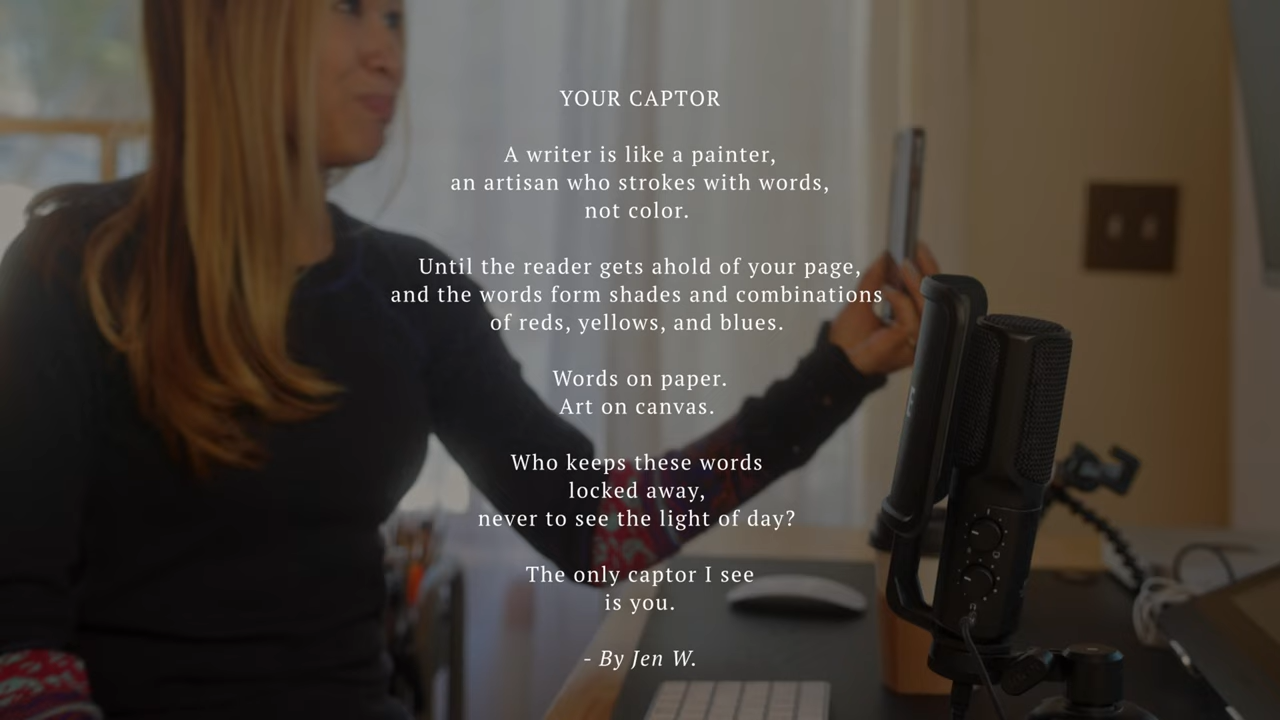 YOUR CAPTOR
A writer is like a painter,
an artisan who strokes with words,
not color.
Until the reader gets ahold of your page,
and the words form shades and combinations
of reds, yellows, and blues.
Words on paper.
Art on canvas.
Who keeps these words
locked away,
never to see the light of day?
The only captor I see
is you.
- By Jen W.